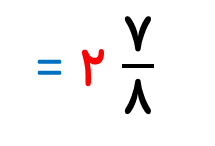 = ۲ ۷/۸